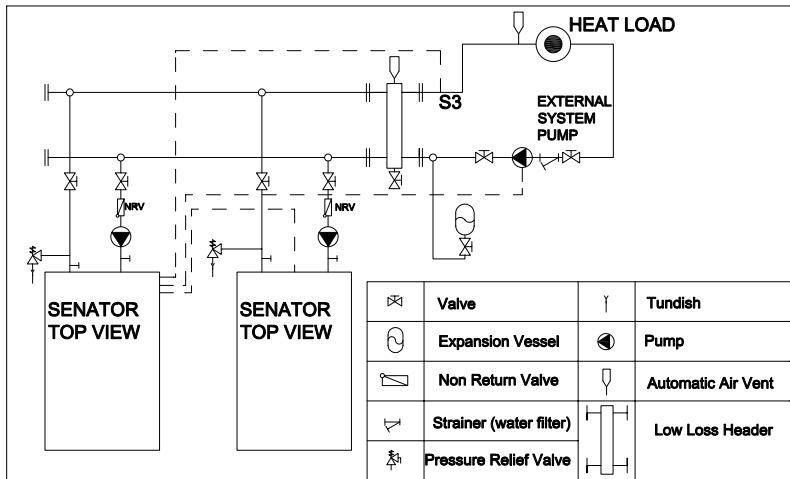 HEAT LOAD
S3
EXTERNAL
SYSTEM
PUMP
NRV
NRV
SENATOR
TOP VIEW
SENATOR
TOP VIEW
Valve
Tundish
Expansion Vessel
Pump
Non Return Valve
Automatic Air Vent
Strainer (water filter)
Low Loss Header
Pressure Relief Valve